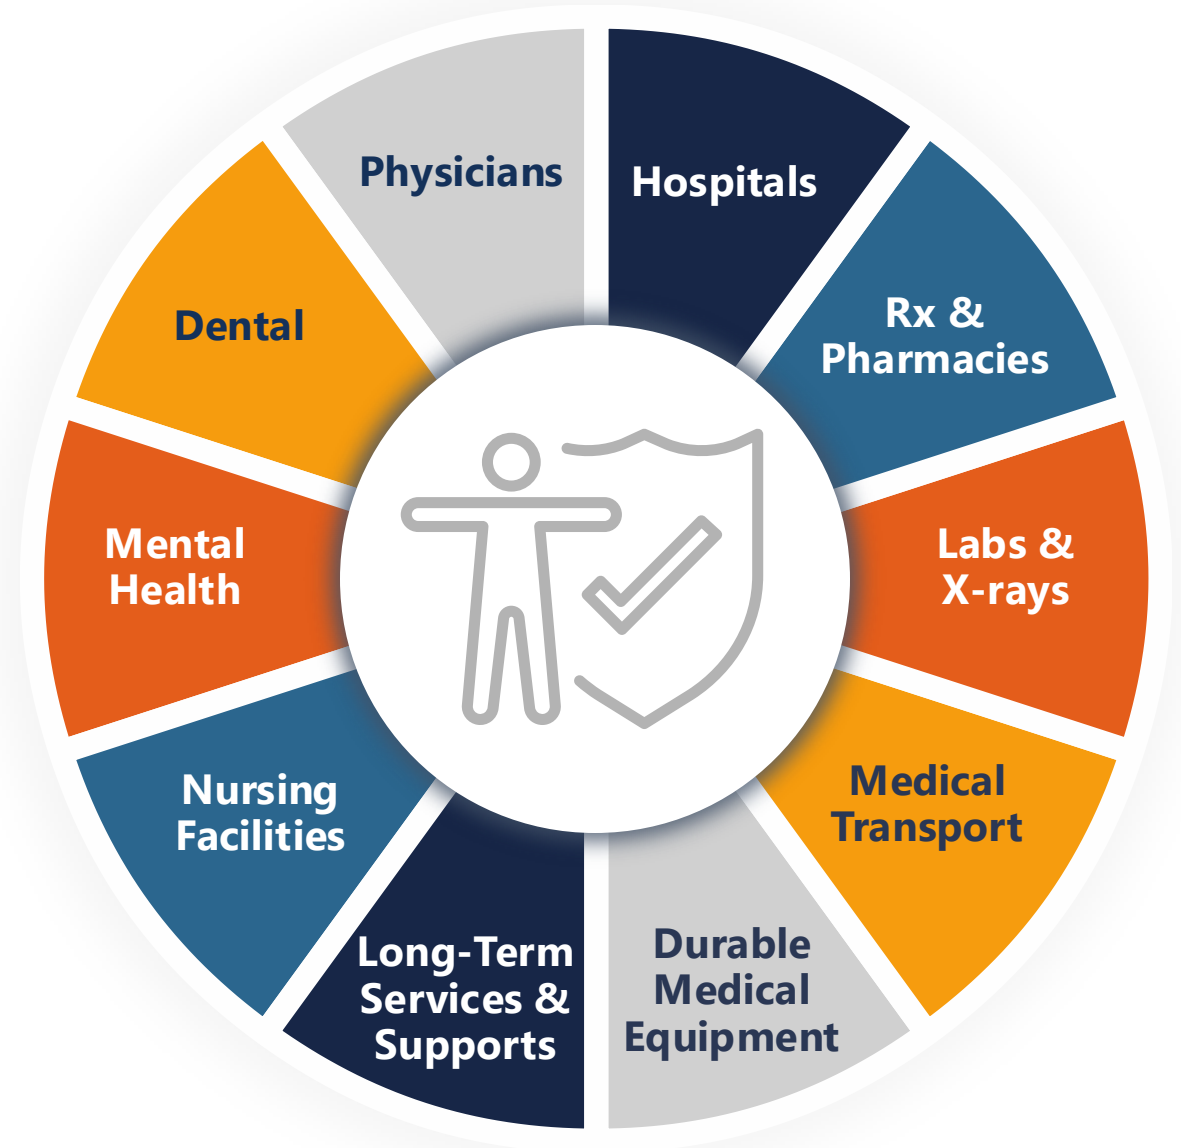 Physicians
Hospitals
Rx &
Pharmacies
Labs &
X-rays
Medical
Transport
Durable
Medical
Equipment
Long-Term
Services &
Supports
Nursing
Facilities
Mental
Health
Dental